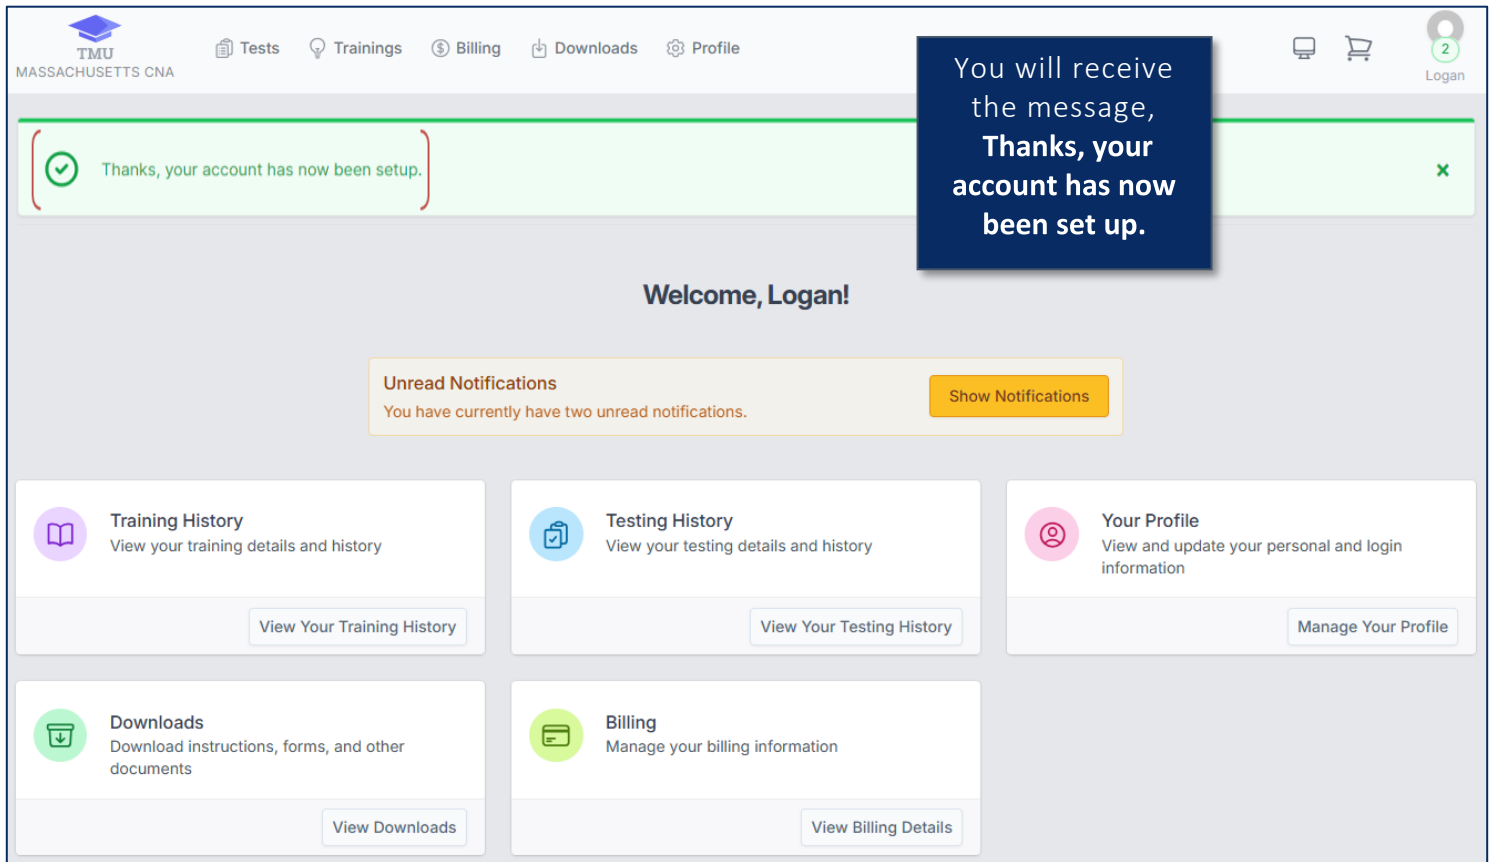 TMU
MASSACHUSETTS CNA
Tests
Trainings
Billing
Downloads
Profile
2
Logan
You will receive
the message,
Thanks, your
account has now
been set up.
Thanks, your account has now been setup.
Welcome, Logan!
Unread Notifications
You have currently have two unread notifications.
Show Notifications
Training History
View your training details and history
View Your Training History
Testing History
View your testing details and history
View Your Testing History
Your Profile
View and update your personal and login
information
Manage Your Profile
Downloads
Download instructions, forms, and other
documents
View Downloads
Billing
Manage your billing information
View Billing Details